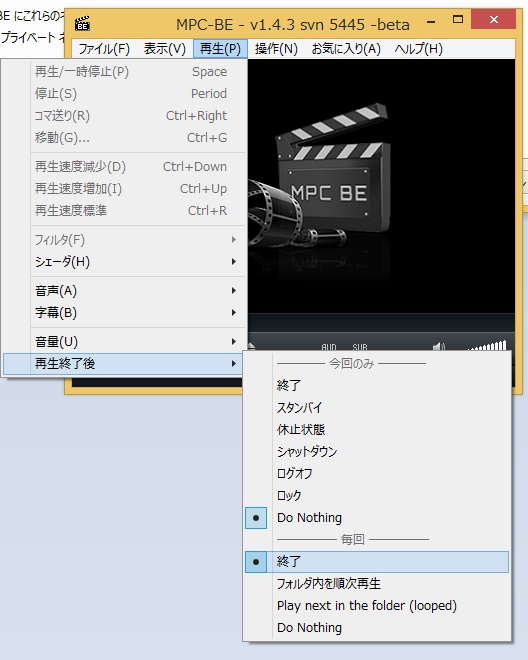 BE にこれらのネ
プライベート ネ
MPC-BE - v1.4.3 svn 5445 -beta
ファイル(F) 表示(V) 再生(P) 操作(N) お気に入り(A) ヘルプ(H)
再生/一時停止(P) Space
停止(S) Period
コマ送り(R) Ctrl+Right
移動(G)... Ctrl+G
再生速度減少(D) Ctrl+Down
再生速度増加(I) Ctrl+Up
再生速度標準 Ctrl+R
フィルタ(F)
シェーダ(H)
音声(A)
字幕(B)
音量(U)
再生終了後
MPC BE
AUD SUB
今回のみ
終了
スタンバイ
休止状態
シャットダウン
ログオフ
ロック
Do Nothing
毎回
終了
フォルダ内を順次再生
Play next in the folder (looped)
Do Nothing